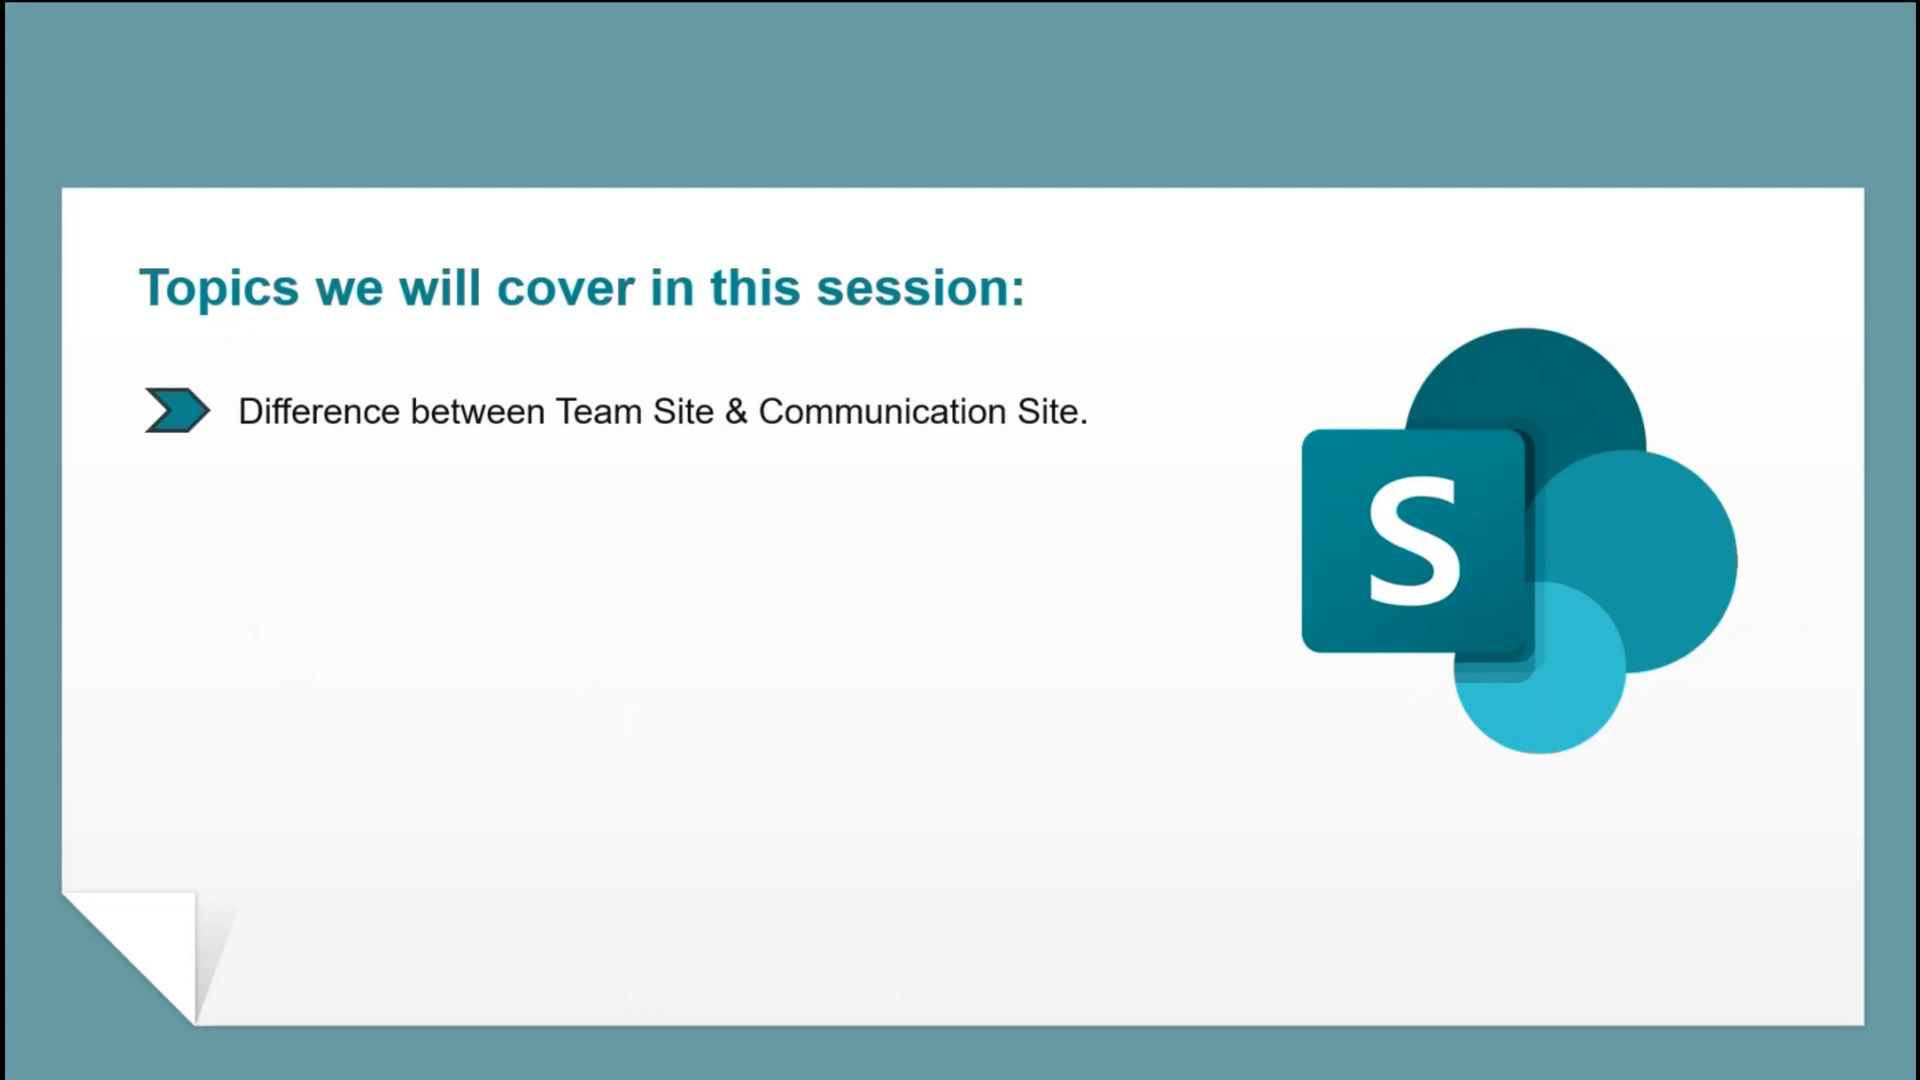 Topics we will cover in this session:
Difference between Team Site & Communication Site.
S